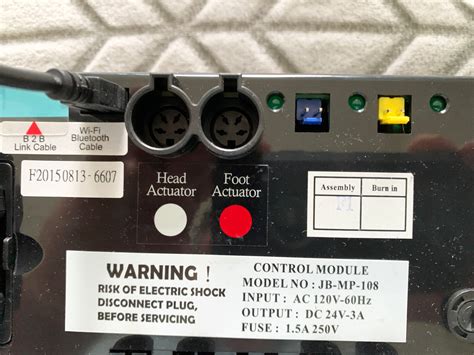 B 2 B
Link Cable
Wi-Fi
Bluetooth
Cable
F20150813-6607
Head
Actuator
Foot
Actuator
Assembly
Burn in
WARNING !
RISK OF ELECTRIC SHOCK
DISCONNECT PLUG,
BEFORE SERVICING
CONTROL MODULE
MODEL NO : JB-MP-108
INPUT : AC 120V-60Hz
OUTPUT : DC 24V-3A
FUSE : 1.5A 250V